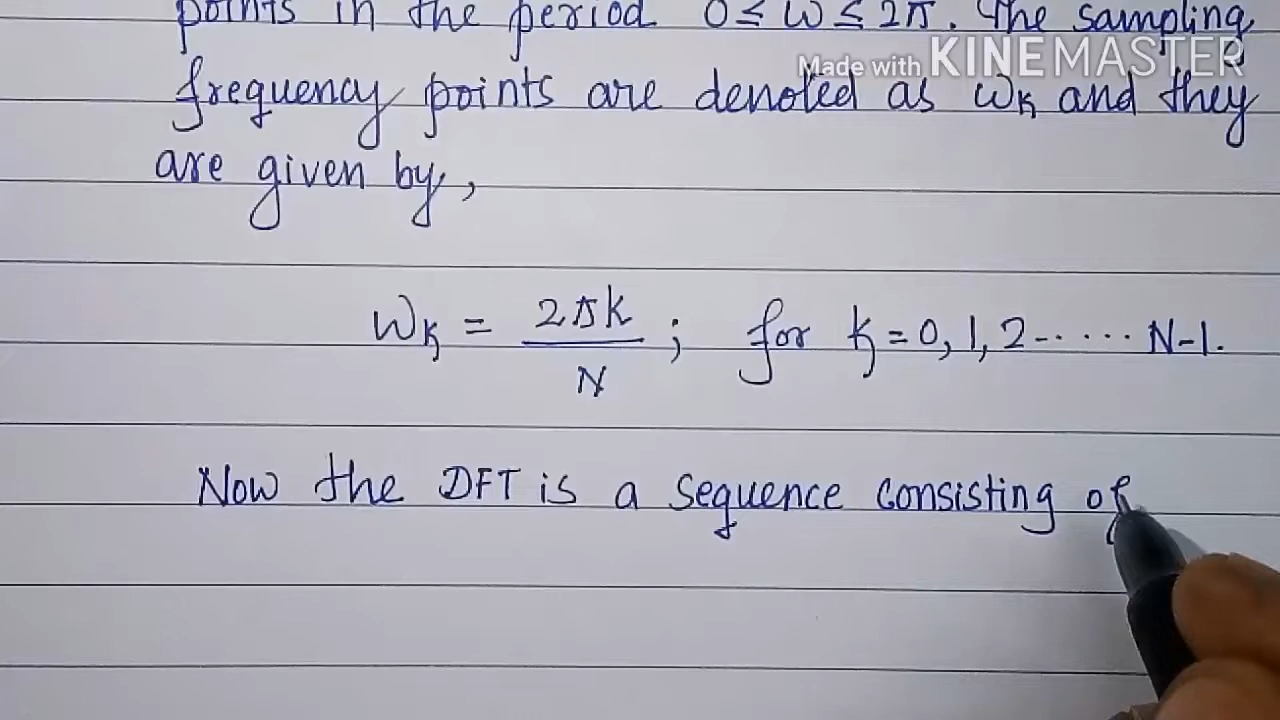 points in the period 0 ≤ ω ≤ 2π. The sampling
Made with KINEMASTER
frequency points are denoted as ωk and they
are given by,
ωk = 2πk / N ; for k = 0, 1, 2 - . . . . . N-1.
Now the DFT is a sequence consisting of